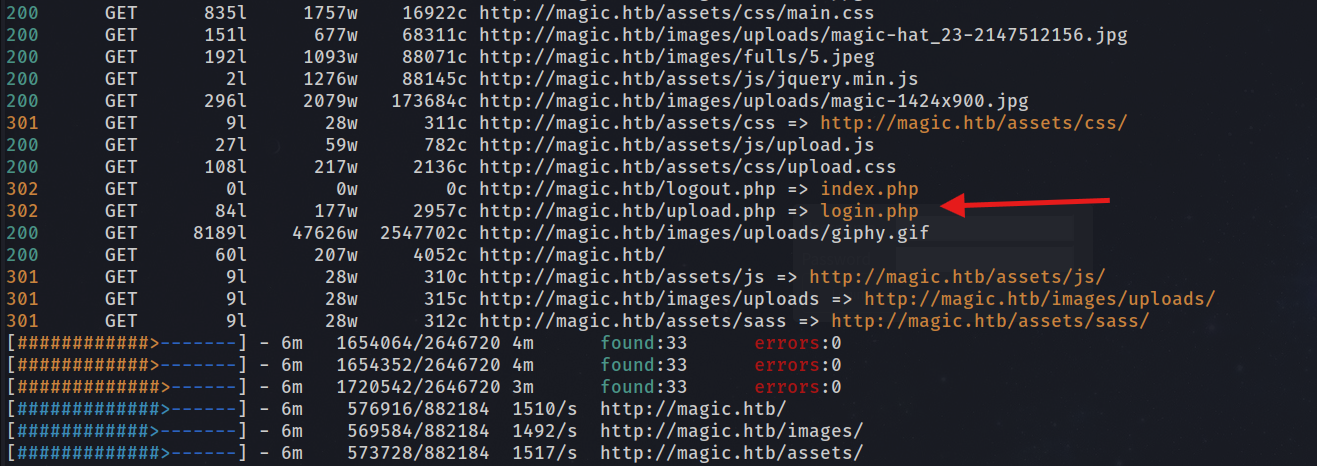 200 GET 835l 1757w 16922c http://magic.htb/assets/css/main.css
200 GET 151l 677w 68311c http://magic.htb/images/uploads/magic-hat_23-2147512156.jpg
200 GET 192l 1093w 88071c http://magic.htb/images/fulls/5.jpeg
200 GET 2l 1276w 88145c http://magic.htb/assets/js/jquery.min.js
200 GET 296l 2079w 173684c http://magic.htb/images/uploads/magic-1424x900.jpg
301 GET 9l 28w 311c http://magic.htb/assets/css => http://magic.htb/assets/css/
200 GET 27l 59w 782c http://magic.htb/assets/js/upload.js
200 GET 108l 217w 2136c http://magic.htb/assets/css/upload.css
302 GET 0l 0w 0c http://magic.htb/logout.php => index.php
302 GET 84l 177w 2957c http://magic.htb/upload.php => login.php
200 GET 8189l 47626w 2547702c http://magic.htb/images/uploads/giphy.gif
200 GET 60l 207w 4052c http://magic.htb/
301 GET 9l 28w 310c http://magic.htb/assets/js => http://magic.htb/assets/js/
301 GET 9l 28w 315c http://magic.htb/images/uploads => http://magic.htb/images/uploads/
301 GET 9l 28w 312c http://magic.htb/assets/sass => http://magic.htb/assets/sass/
[############>-------] - 6m 1654064/2646720 4m found:33 errors:0
[############>-------] - 6m 1654352/2646720 4m found:33 errors:0
[#############>------] - 6m 1720542/2646720 3m found:33 errors:0
[#############>------] - 6m 576916/882184 1510/s http://magic.htb/
[############>-------] - 6m 569584/882184 1492/s http://magic.htb/images/
[#############>------] - 6m 573728/882184 1517/s http://magic.htb/assets/